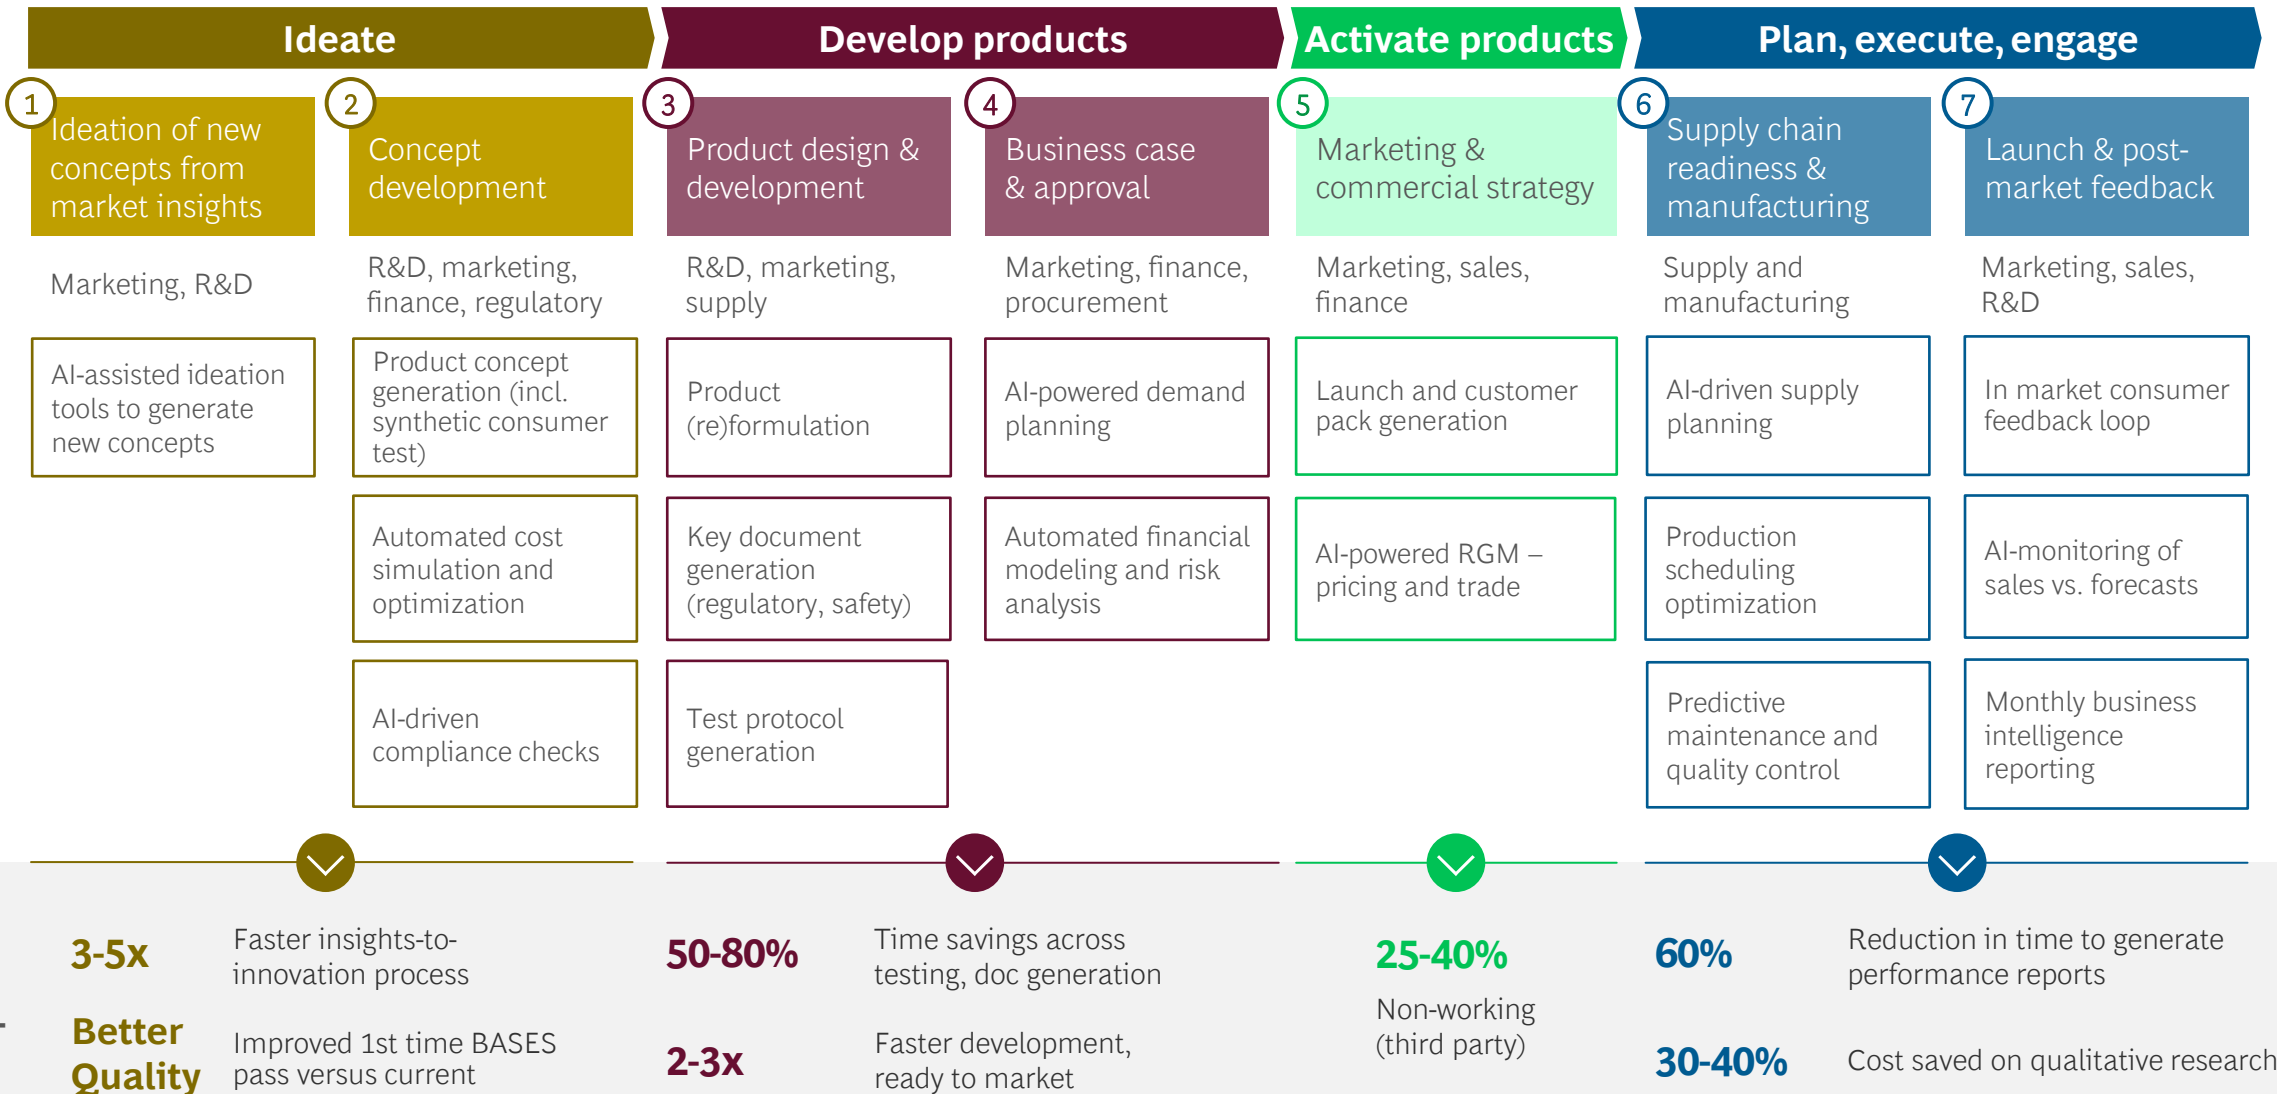 Ideate
Develop products
Activate products
Plan, execute, engage
1
Ideation of new
concepts from
market insights
2
Concept
development
3
Product design &
development
4
Business case
& approval
5
Marketing &
commercial strategy
6
Supply chain
readiness &
manufacturing
7
Launch & post-
market feedback
Marketing, R&D
R&D, marketing,
finance, regulatory
R&D, marketing,
supply
Marketing, finance,
procurement
Marketing, sales,
finance
Supply and
manufacturing
Marketing, sales,
R&D
AI-assisted ideation
tools to generate
new concepts
Product concept
generation (incl.
synthetic consumer
test)
Product
(re)formulation
AI-powered demand
planning
Launch and customer
pack generation
AI-driven supply
planning
In market consumer
feedback loop
Automated cost
simulation and
optimization
Key document
generation
(regulatory, safety)
Automated financial
modeling and risk
analysis
AI-powered RGM –
pricing and trade
Production
scheduling
optimization
AI-monitoring of
sales vs. forecasts
AI-driven
compliance checks
Test protocol
generation
Predictive
maintenance and
quality control
Monthly business
intelligence
reporting
3-5x
Faster insights-to-
innovation process
Better
Quality
Improved 1st time BASES
pass versus current
50-80%
Time savings across
testing, doc generation
2-3x
Faster development,
ready to market
25-40%
Non-working
(third party)
60%
Reduction in time to generate
performance reports
30-40%
Cost saved on qualitative research